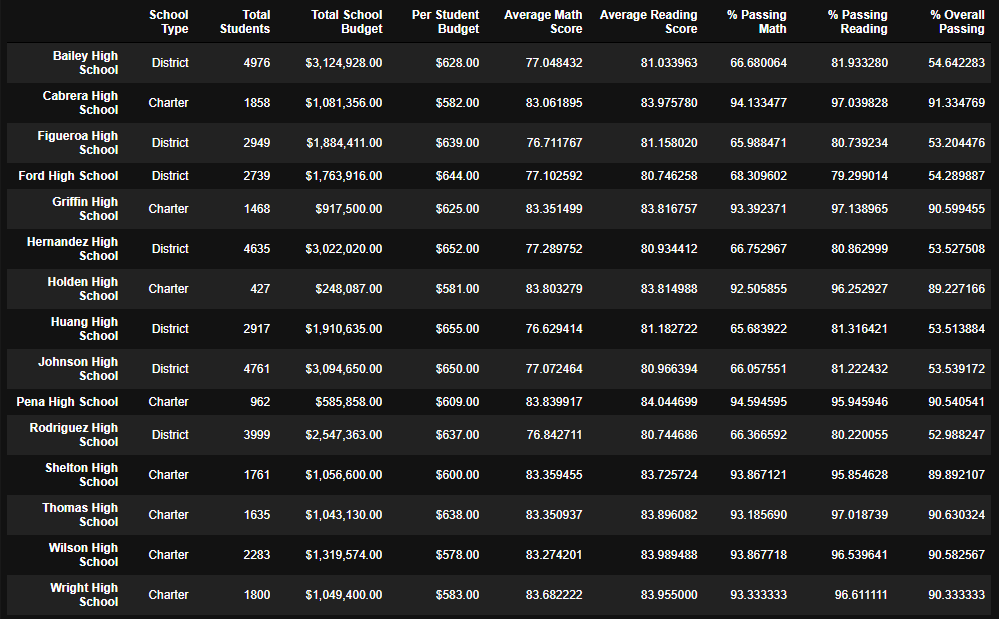 School Type Total Students Total School Budget Per Student Budget Average Math Score Average Reading Score % Passing Math % Passing Reading % Overall Passing
Bailey High School District 4976 $3,124,928.00 $628.00 77.048432 81.033963 66.680064 81.933280 54.642283
Cabrera High School Charter 1858 $1,081,356.00 $582.00 83.061895 83.975780 94.133477 97.039828 91.334769
Figueroa High School District 2949 $1,884,411.00 $639.00 76.711767 81.158020 65.988471 80.739234 53.204476
Ford High School District 2739 $1,763,916.00 $644.00 77.102592 80.746258 68.309602 79.299014 54.289887
Griffin High School Charter 1468 $917,500.00 $625.00 83.351499 83.816757 93.392371 97.138965 90.599455
Hernandez High School District 4635 $3,022,020.00 $652.00 77.289752 80.934412 66.752967 80.862999 53.527508
Holden High School Charter 427 $248,087.00 $581.00 83.803279 83.814988 92.505855 96.252927 89.227166
Huang High School District 2917 $1,910,635.00 $655.00 76.629414 81.182722 65.683922 81.316421 53.513884
Johnson High School District 4761 $3,094,650.00 $650.00 77.072464 80.966394 66.057551 81.222432 53.539172
Pena High School Charter 962 $585,858.00 $609.00 83.839917 84.044699 94.594595 95.945946 90.540541
Rodriguez High School District 3999 $2,547,363.00 $637.00 76.842711 80.744686 66.366592 80.220055 52.988247
Shelton High School Charter 1761 $1,056,600.00 $600.00 83.359455 83.725724 93.867121 95.854628 89.892107
Thomas High School Charter 1635 $1,043,130.00 $638.00 83.350937 83.896082 93.185690 97.018739 90.630324
Wilson High School Charter 2283 $1,319,574.00 $578.00 83.274201 83.989488 93.867718 96.539641 90.582567
Wright High School Charter 1800 $1,049,400.00 $583.00 83.682222 83.955000 93.333333 96.611111 90.333333